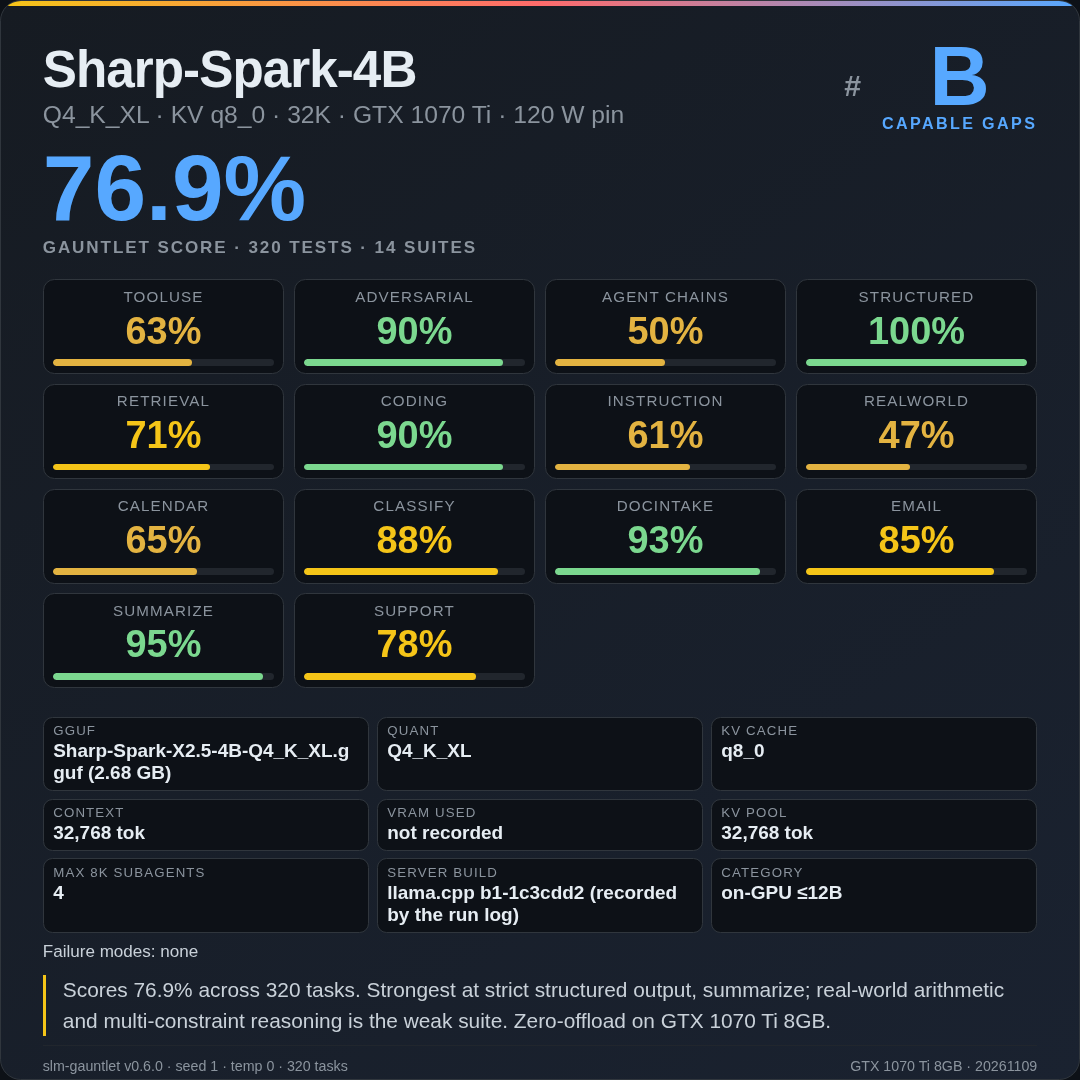 Sharp-Spark-4B
Q4_K_XL · KV q8_0 · 32K · GTX 1070 Ti · 120 W pin
#
B
CAPABLE GAPS
76.9%
GAUNTLET SCORE · 320 TESTS · 14 SUITES
TOOLUSE
63%
ADVERSARIAL
90%
AGENT CHAINS
50%
STRUCTURED
100%
RETRIEVAL
71%
CODING
90%
INSTRUCTION
61%
REALWORLD
47%
CALENDAR
65%
CLASSIFY
88%
DOCINTAKE
93%
EMAIL
85%
SUMMARIZE
95%
SUPPORT
78%
GGUF
Sharp-Spark-X2.5-4B-Q4_K_XL.g
guf (2.68 GB)
QUANT
Q4_K_XL
KV CACHE
q8_0
CONTEXT
32,768 tok
VRAM USED
not recorded
KV POOL
32,768 tok
MAX 8K SUBAGENTS
4
SERVER BUILD
llama.cpp b1-1c3cdd2 (recorded
by the run log)
CATEGORY
on-GPU ≤12B
Failure modes: none
Scores 76.9% across 320 tasks. Strongest at strict structured output, summarize; real-world arithmetic
and multi-constraint reasoning is the weak suite. Zero-offload on GTX 1070 Ti 8GB.
slm-gauntlet v0.6.0 · seed 1 · temp 0 · 320 tasks
GTX 1070 Ti 8GB · 20261109